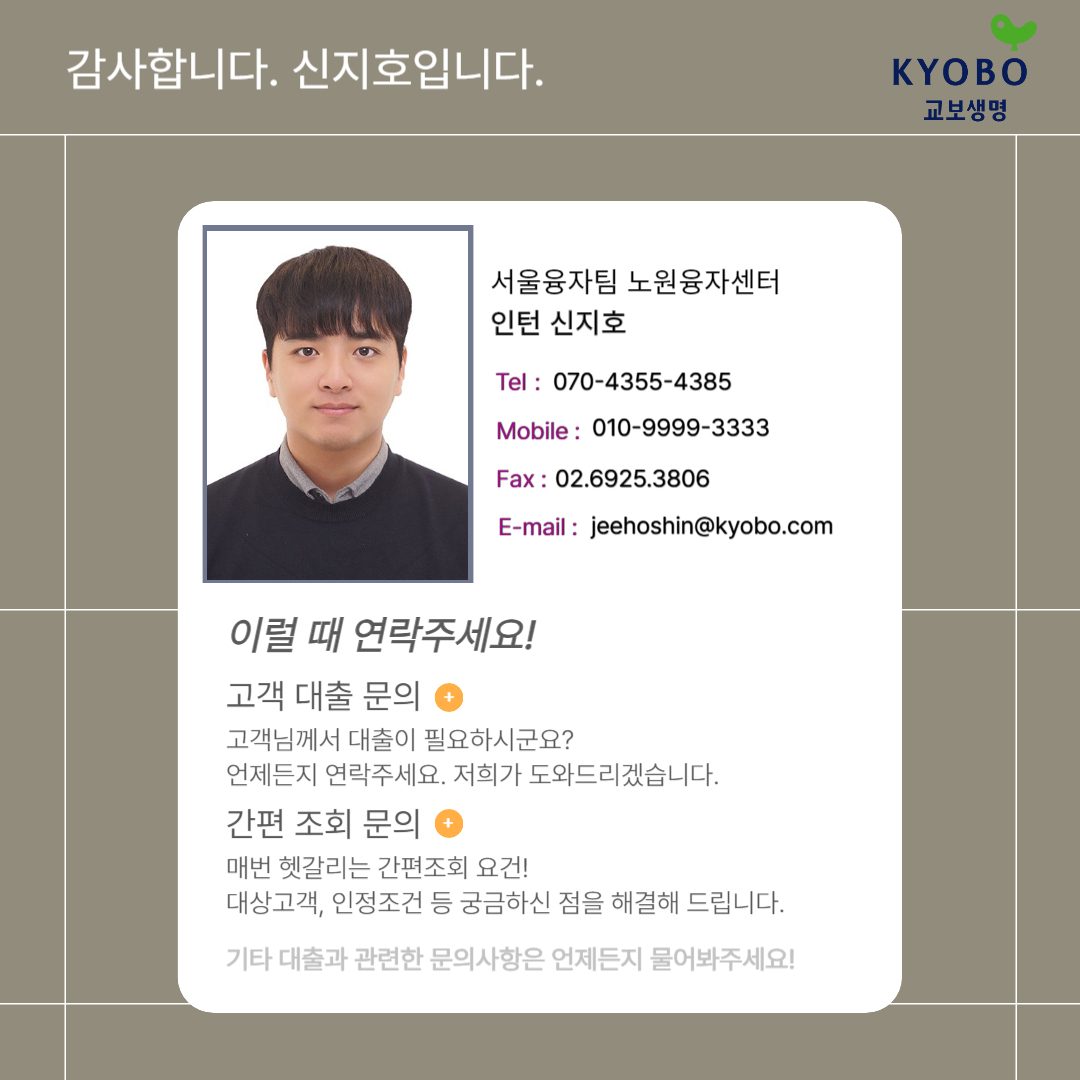 감사합니다. 신지호입니다.
KYOBO
교보생명
서울융자팀 노원융자센터
인턴 신지호
Tel : 070-4355-4385
Mobile : 010-9999-3333
Fax : 02.6925.3806
E-mail : jeehoshin@kyobo.com
이럴 때 연락주세요!
고객 대출 문의 +
고객님께서 대출이 필요하시군요?
언제든지 연락주세요. 저희가 도와드리겠습니다.
간편 조회 문의 +
매번 헷갈리는 간편조회 요건!
대상고객, 인정조건 등 궁금하신 점을 해결해 드립니다.
기타 대출과 관련한 문의사항은 언제든지 물어봐주세요!